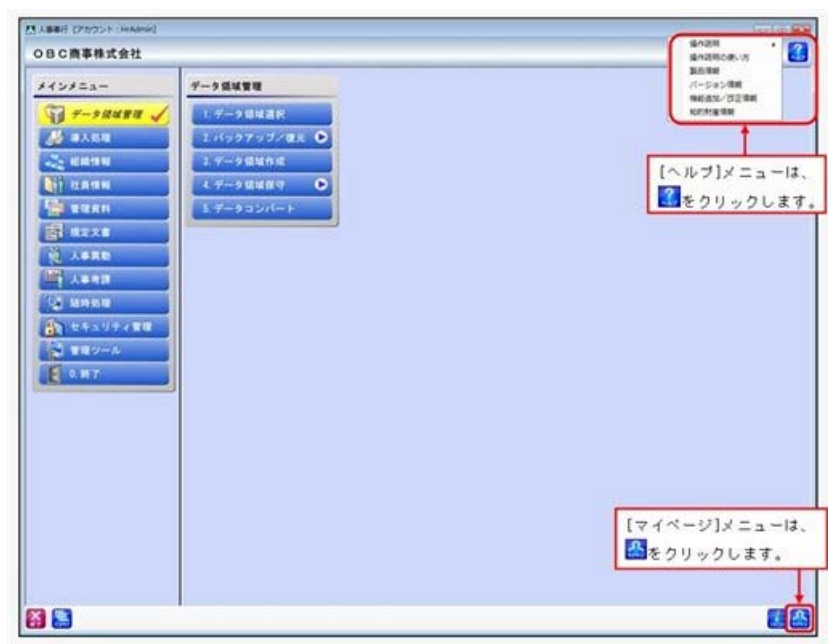 人事奉行 [アカウント:HrAdmin]
OBC商事株式会社
操作説明
操作説明の使い方
製品情報
バージョン情報
機能追加/改正情報
知的財産情報
メインメニュー
データ領域管理
導入処理
組織情報
社員情報
管理資料
規定文書
人事異動
人事考課
随時処理
セキュリティ管理
管理ツール
0.終了
データ領域管理
1.データ領域選択
2.バックアップ/復元
3.データ領域作成
4.データ領域保守
5.データコンバート
[ヘルプ]メニューは、
?をクリックします。
[マイページ]メニューは、
をクリックします。